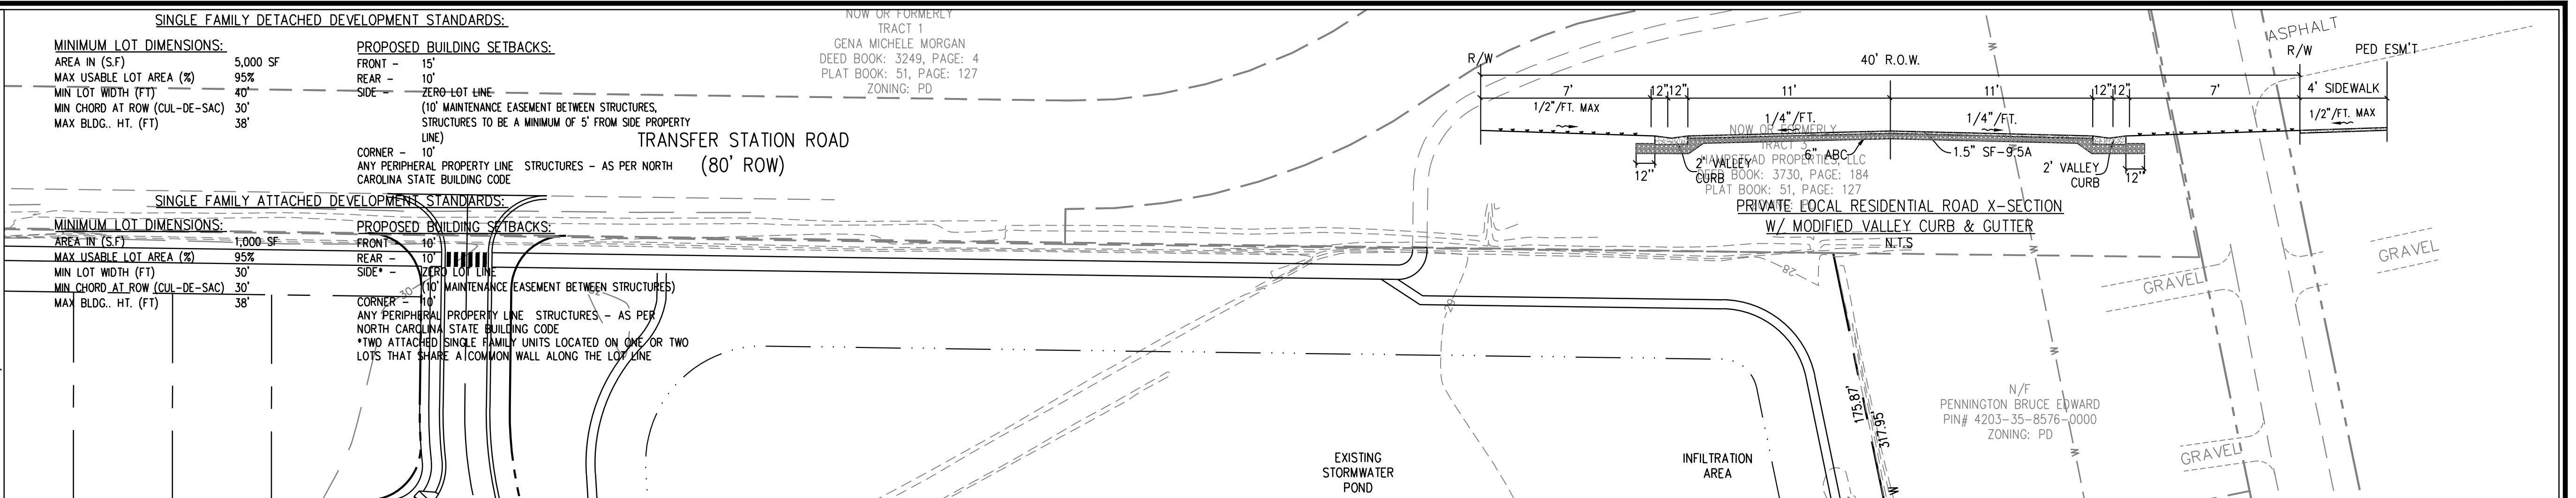 SINGLE FAMILY DETACHED DEVELOPMENT STANDARDS:
MINIMUM LOT DIMENSIONS:
AREA IN (S.F) 5,000 SF
MAX USABLE LOT AREA (%) 95%
MIN LOT WIDTH (FT) 40'
MIN CHORD AT ROW (CUL-DE-SAC) 30'
MAX BLDG.. HT. (FT) 38'
PROPOSED BUILDING SETBACKS:
FRONT - 15'
REAR - 10'
SIDE - ZERO LOT LINE
(10' MAINTENANCE EASEMENT BETWEEN STRUCTURES,
STRUCTURES TO BE A MINIMUM OF 5' FROM SIDE PROPERTY
LINE)
CORNER - 10'
ANY PERIPHERAL PROPERTY LINE STRUCTURES - AS PER NORTH
CAROLINA STATE BUILDING CODE
SINGLE FAMILY ATTACHED DEVELOPMENT STANDARDS:
MINIMUM LOT DIMENSIONS:
AREA IN (S.F) 1,000 SF
MAX USABLE LOT AREA (%) 95%
MIN LOT WIDTH (FT) 30'
MIN CHORD AT ROW (CUL-DE-SAC) 30'
MAX BLDG.. HT. (FT) 38'
PROPOSED BUILDING SETBACKS:
FRONT - 10'
REAR - 10'
SIDE* - ZERO LOT LINE
(10' MAINTENANCE EASEMENT BETWEEN STRUCTURES)
CORNER - 10'
ANY PERIPHERAL PROPERTY LINE STRUCTURES - AS PER
NORTH CAROLINA STATE BUILDING CODE
*TWO ATTACHED SINGLE FAMILY UNITS LOCATED ON ONE OR TWO
LOTS THAT SHARE A COMMON WALL ALONG THE LOT LINE
30
TRANSFER STATION ROAD
(80' ROW)
NOW OR FORMERLY
TRACT 1
GENA MICHELE MORGAN
DEED BOOK: 3249, PAGE: 4
PLAT BOOK: 51, PAGE: 127
ZONING: PD
R/W
40' R.O.W.
R/W
PED ESM'T
7' 12" 12" 11' 11' 12" 12" 7' 4' SIDEWALK
1/2"/FT. MAX
1/4"/FT.
1/4"/FT.
1/2"/FT. MAX
12"
2' VALLEY
CURB
6" ABC
1.5" SF-9.5A
2' VALLEY
CURB
12"
NOW OR FORMERLY
TRACT 3
HAMPSTEAD PROPERTIES, LLC
DEED BOOK: 3730, PAGE: 184
PLAT BOOK: 51, PAGE: 127
PRIVATE LOCAL RESIDENTIAL ROAD X-SECTION
W/ MODIFIED VALLEY CURB & GUTTER
N.T.S
ASPHALT
W
W
W
W
GRAVEL
GRAVEL
GRAVEL
28
29
175.87'
317.95'
N/F
PENNINGTON BRUCE EDWARD
PIN# 4203-35-8576-0000
ZONING: PD
EXISTING
STORMWATER
POND
INFILTRATION
AREA